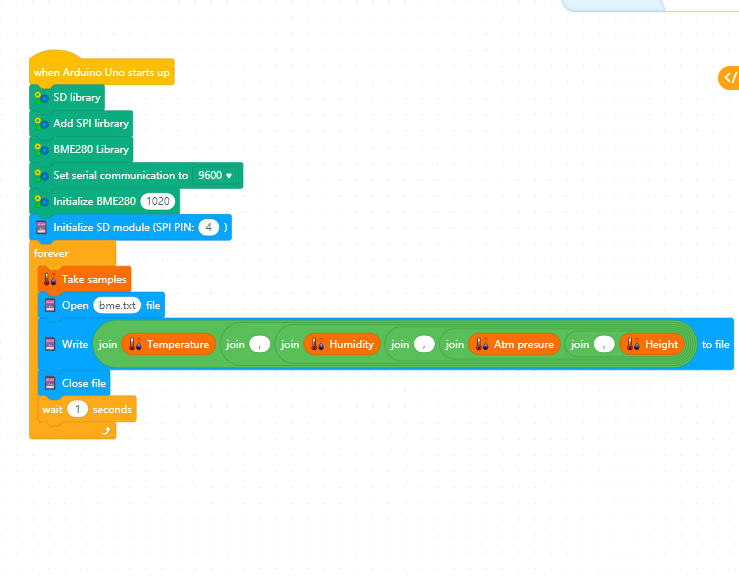 when Arduino Uno starts up
SD library
Add SPI lirbrary
BME280 Library
Set serial communication to 9600
Initialize BME280 1020
Initialize SD module (SPI PIN: 4 )
forever
Take samples
Open bme.txt file
Write join Temperature join , join Humidity join , join Atm presure join , join Height to file
Close file
wait 1 seconds